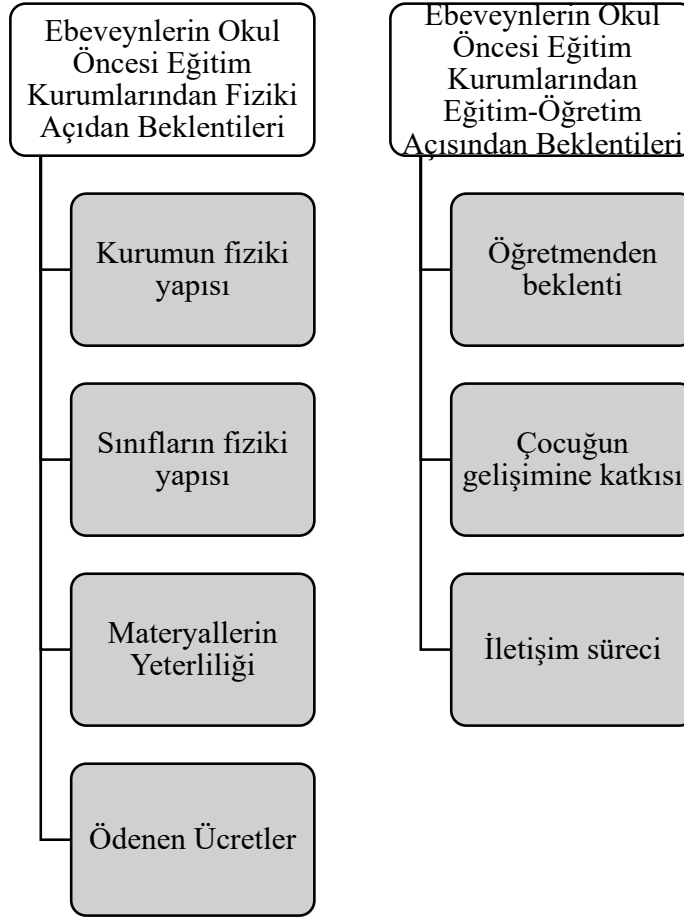 Ebeveynlerin Okul
Öncesi Eğitim
Kurumlarından Fiziki
Açıdan Beklentileri
Kurumun fiziki
yapısı
Sınıfların fiziki
yapısı
Materyallerin
Yeterliliği
Ödenen Ücretler
Ebeveynlerin Okul
Öncesi Eğitim
Kurumlarından
Eğitim-Öğretim
Açısından Beklentileri
Öğretmenden
beklenti
Çocuğun
gelişimine katkısı
İletişim süreci